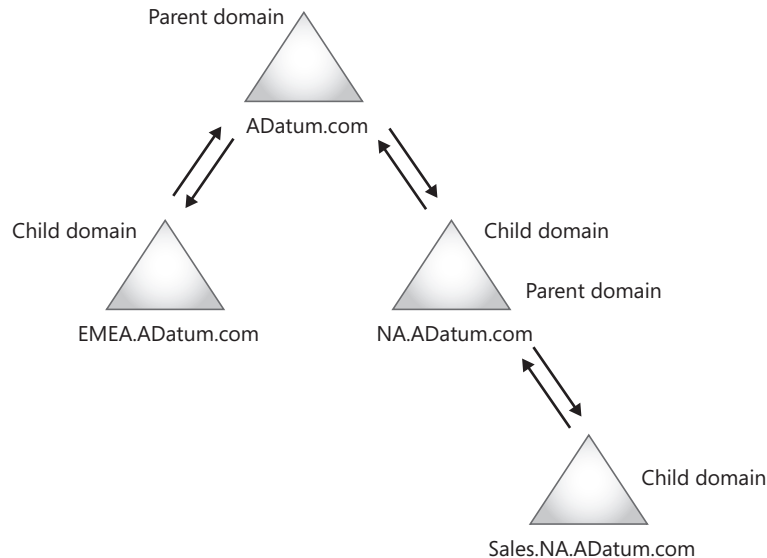 Parent domain
ADatum.com
Child domain
Child domain
Parent domain
EMEA.ADatum.com
NA.ADatum.com
Child domain
Sales.NA.ADatum.com